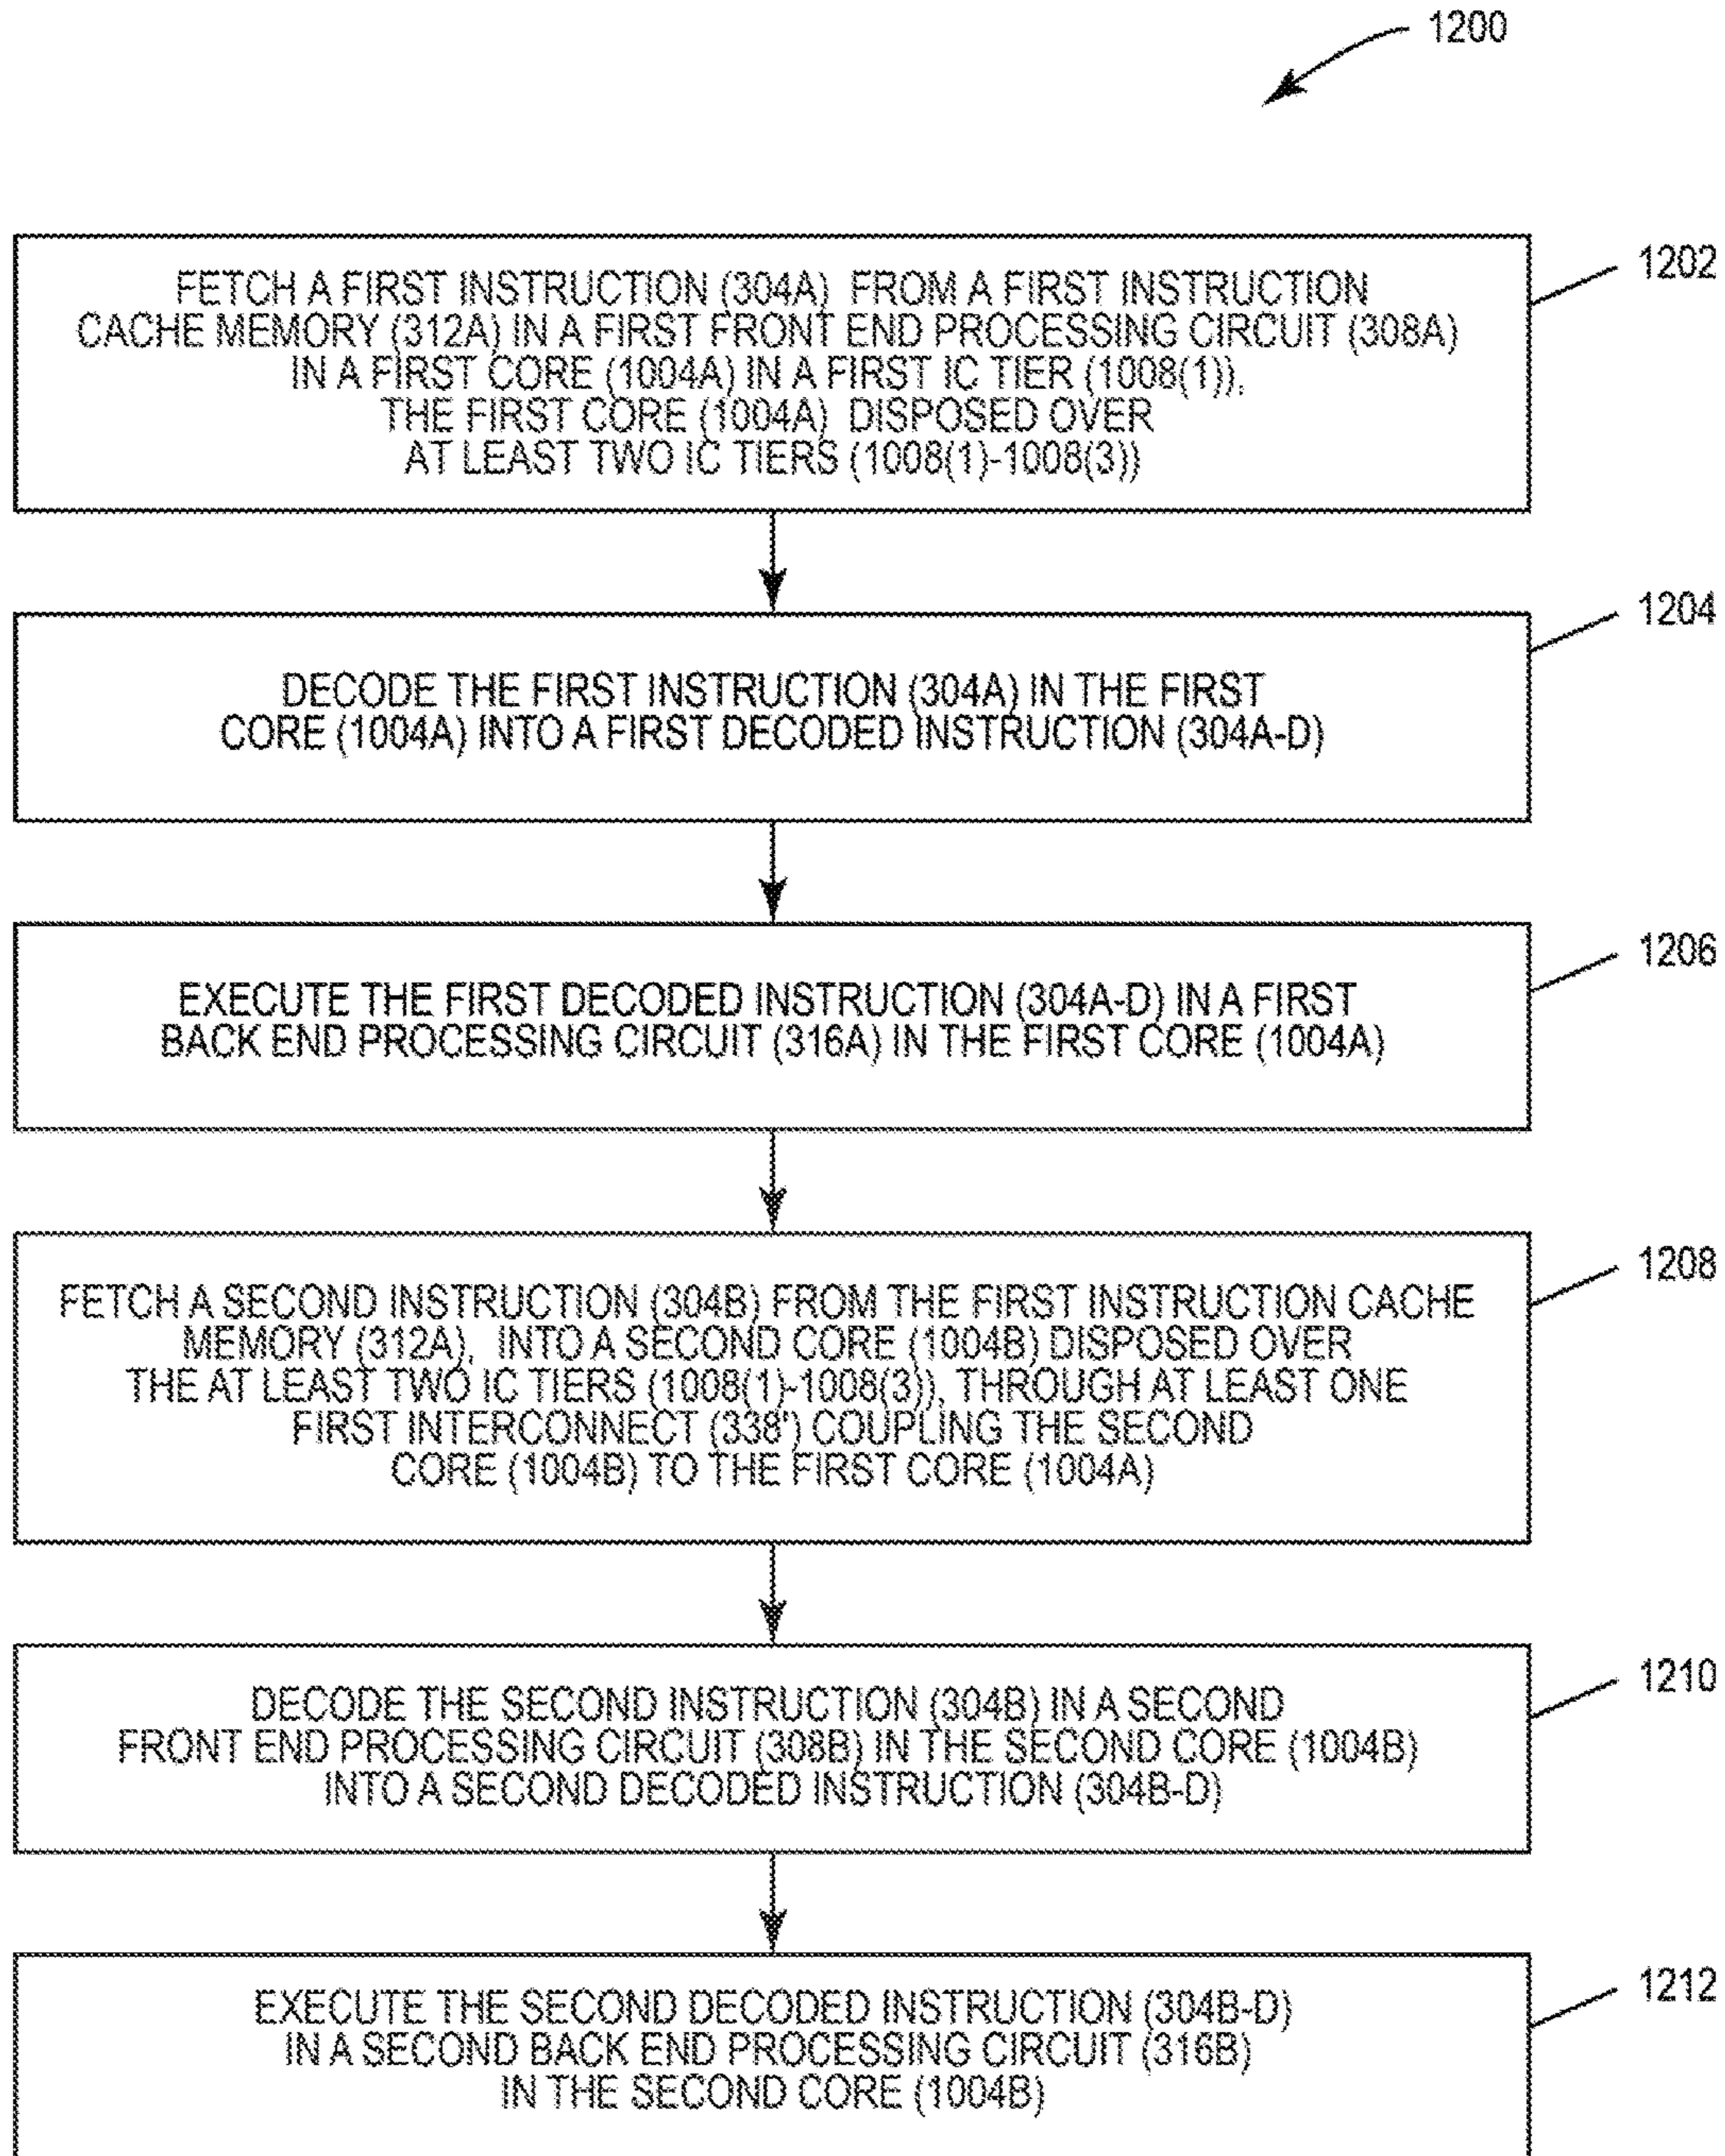 1200
FETCH A FIRST INSTRUCTION (304A) FROM A FIRST INSTRUCTION
CACHE MEMORY (312A) IN A FIRST FRONT END PROCESSING CIRCUIT (308A)
IN A FIRST CORE (1004A) IN A FIRST IC TIER (1008(1)),
THE FIRST CORE (1004A) DISPOSED OVER
AT LEAST TWO IC TIERS (1008(1)-1008(3))
1202
DECODE THE FIRST INSTRUCTION (304A) IN THE FIRST
CORE (1004A) INTO A FIRST DECODED INSTRUCTION (304A-D)
1204
EXECUTE THE FIRST DECODED INSTRUCTION (304A-D) IN A FIRST
BACK END PROCESSING CIRCUIT (316A) IN THE FIRST CORE (1004A)
1206
FETCH A SECOND INSTRUCTION (304B) FROM THE FIRST INSTRUCTION CACHE
MEMORY (312A), INTO A SECOND CORE (1004B) DISPOSED OVER
THE AT LEAST TWO IC TIERS (1008(1)-1008(3)), THROUGH AT LEAST ONE
FIRST INTERCONNECT (338') COUPLING THE SECOND
CORE (1004B) TO THE FIRST CORE (1004A)
1208
DECODE THE SECOND INSTRUCTION (304B) IN A SECOND
FRONT END PROCESSING CIRCUIT (308B) IN THE SECOND CORE (1004B)
INTO A SECOND DECODED INSTRUCTION (304B-D)
1210
EXECUTE THE SECOND DECODED INSTRUCTION (304B-D)
IN A SECOND BACK END PROCESSING CIRCUIT (316B)
IN THE SECOND CORE (1004B)
1212